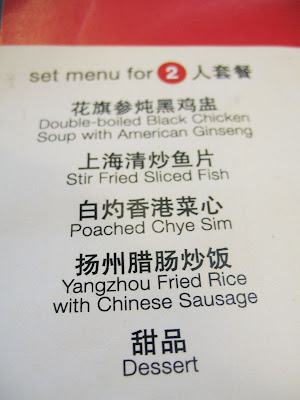 set menu for 2 人套餐
花旗参炖黑鸡盅
Double-boiled Black Chicken
Soup with American Ginseng
上海清炒鱼片
Stir Fried Sliced Fish
白灼香港菜心
Poached Chye Sim
扬州腊肠炒饭
Yangzhou Fried Rice
with Chinese Sausage
甜品
Dessert